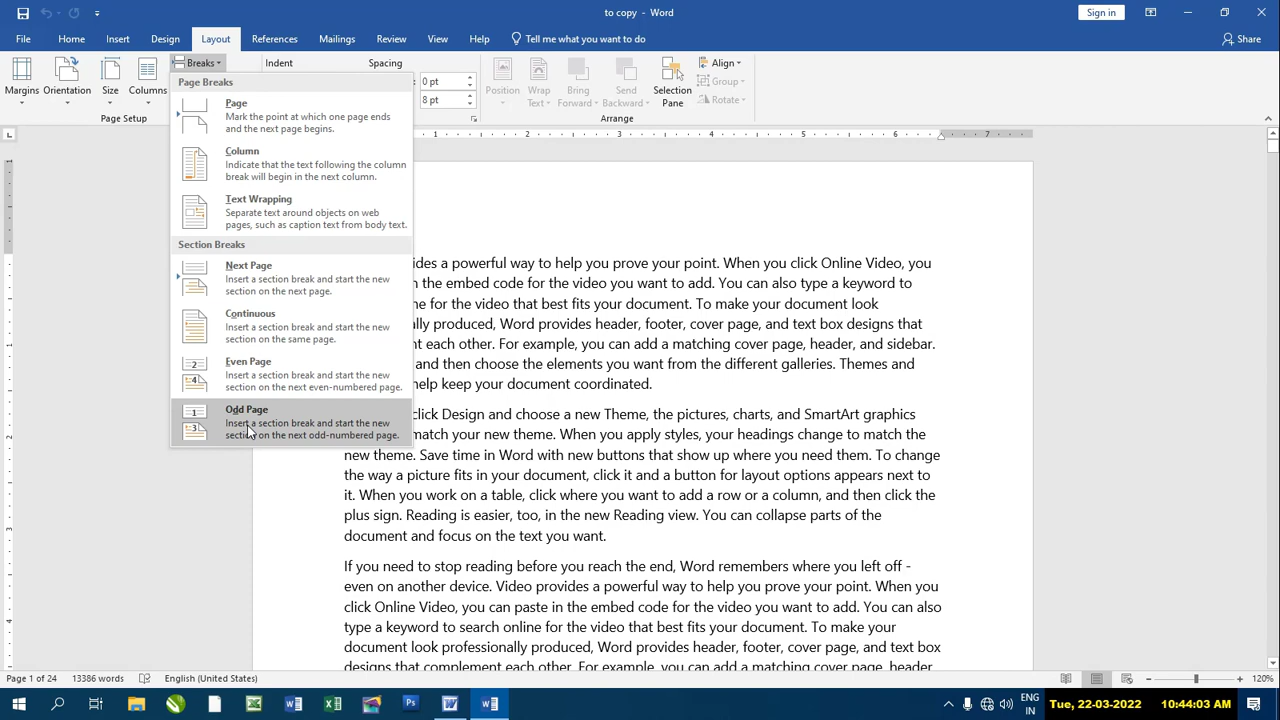 to copy - Word
Sign in
File Home Insert Design Layout References Mailings Review View Help Tell me what you want to do Share
Margins Orientation Size Columns
Breaks
Page Setup
Indent Spacing
0 pt
8 pt
Position Wrap Text Bring Forward Send Backward Selection Pane
Align
Group
Rotate
Arrange
Page Breaks
Page
Mark the point at which one page ends
and the next page begins.
Column
Indicate that the text following the column
break will begin in the next column.
Text Wrapping
Separate text around objects on web
pages, such as caption text from body text.
Section Breaks
Next Page
Insert a section break and start the new
section on the next page.
Continuous
Insert a section break and start the new
section on the same page.
Even Page
Insert a section break and start the new
section on the next even-numbered page.
Odd Page
Insert a section break and start the new
section on the next odd-numbered page.
1 2 3 4 5 6 7
a powerful way to help you prove your point. When you click Online Video, you
the embed code for the video you want to add. You can also type a keyword to
for the video that best fits your document. To make your document look
produced, Word provides header, footer, cover page, and text box designs that
each other. For example, you can add a matching cover page, header, and sidebar.
and then choose the elements you want from the different galleries. Themes and
help keep your document coordinated.
click Design and choose a new Theme, the pictures, charts, and SmartArt graphics
match your new theme. When you apply styles, your headings change to match the
new theme. Save time in Word with new buttons that show up where you need them. To change
the way a picture fits in your document, click it and a button for layout options appears next to
it. When you work on a table, click where you want to add a row or a column, and then click the
plus sign. Reading is easier, too, in the new Reading view. You can collapse parts of the
document and focus on the text you want.
If you need to stop reading before you reach the end, Word remembers where you left off -
even on another device. Video provides a powerful way to help you prove your point. When you
click Online Video, you can paste in the embed code for the video you want to add. You can also
type a keyword to search online for the video that best fits your document. To make your
document look professionally produced, Word provides header, footer, cover page, and text box
designs that complement each other. For example, you can add a matching cover page, header
Page 1 of 24 13386 words English (United States) 120%
ENG
IN
Tue, 22-03-2022 10:44:03 AM